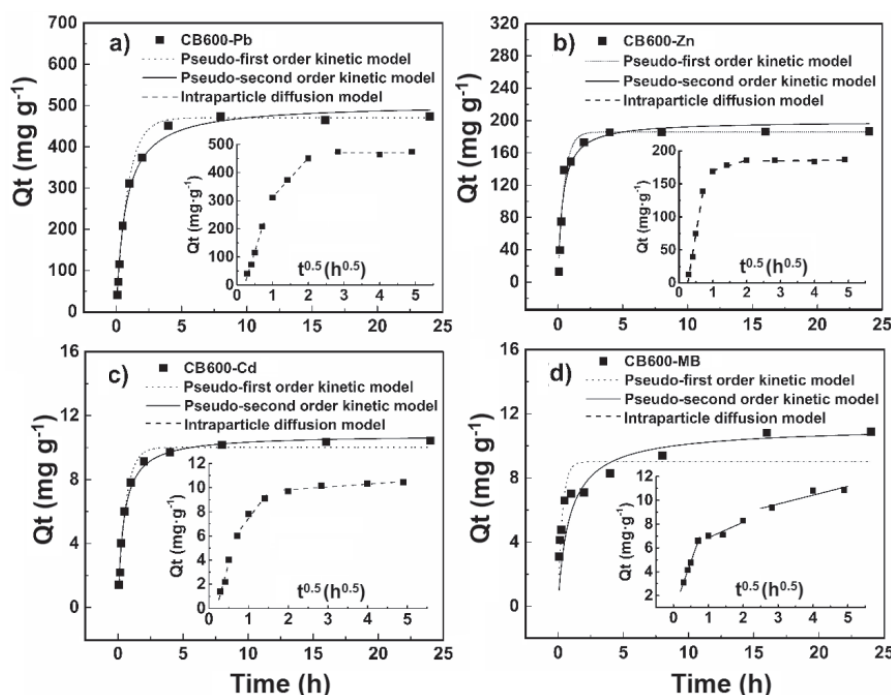 a)
CB600-Pb
Pseudo-first order kinetic model
Pseudo-second order kinetic model
Intraparticle diffusion model
Qt (mg g-1)
700
600
500
400
300
200
100
0
0 5 10 15 20 25
Qt (mg·g-1)
500
400
300
200
100
0
t0.5(h0.5)
0 1 2 3 4 5
b)
CB600-Zn
Pseudo-first order kinetic model
Pseudo-second order kinetic model
Intraparticle diffusion model
Qt (mg g-1)
320
280
240
200
160
120
80
40
0
0 5 10 15 20 25
Qt (mg·g-1)
200
150
100
50
0
t0.5(h0.5)
0 1 2 3 4 5
c)
CB600-Cd
Pseudo-first order kinetic model
Pseudo-second order kinetic model
Intraparticle diffusion model
Qt (mg g-1)
16
12
8
4
0
0 5 10 15 20 25
Time (h)
Qt (mg·g-1)
12
10
8
6
4
2
0
t0.5(h0.5)
0 1 2 3 4 5
d)
CB600-MB
Pseudo-first order kinetic model
Pseudo-second order kinetic model
Intraparticle diffusion model
Qt (mg g-1)
16
12
8
4
0
0 5 10 15 20 25
Time (h)
Qt (mg·g-1)
12
10
8
6
4
2
t0.5(h0.5)
0 1 2 3 4 5